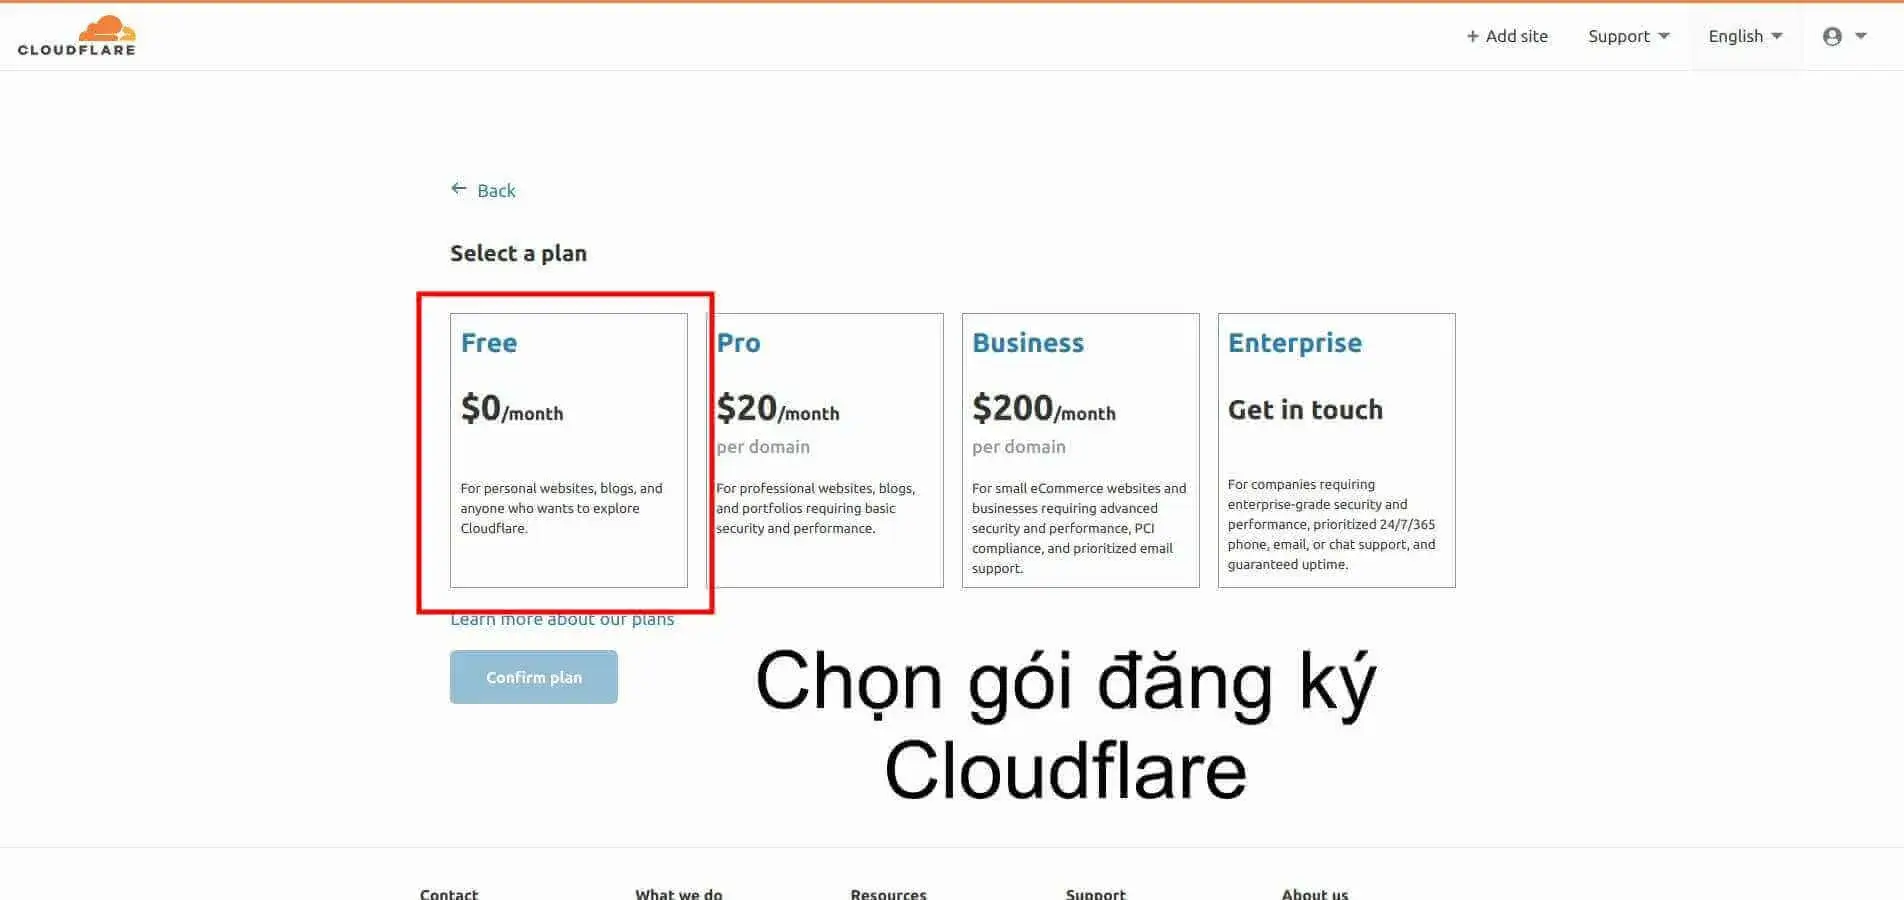 CLOUDFLARE
+ Add site
Support
English
← Back
Select a plan
Free
$0/month
For personal websites, blogs, and
anyone who wants to explore
Cloudflare.
Pro
$20/month
per domain
For professional websites, blogs,
and portfolios requiring basic
security and performance.
Business
$200/month
per domain
For small eCommerce websites and
businesses requiring advanced
security and performance, PCI
compliance, and prioritized email
support.
Enterprise
Get in touch
For companies requiring
enterprise-grade security and
performance, prioritized 24/7/365
phone, email, or chat support, and
guaranteed uptime.
Learn more about our plans
Confirm plan
Chọn gói đăng ký
Cloudflare
Contact
What we do
Resources
Support
About us